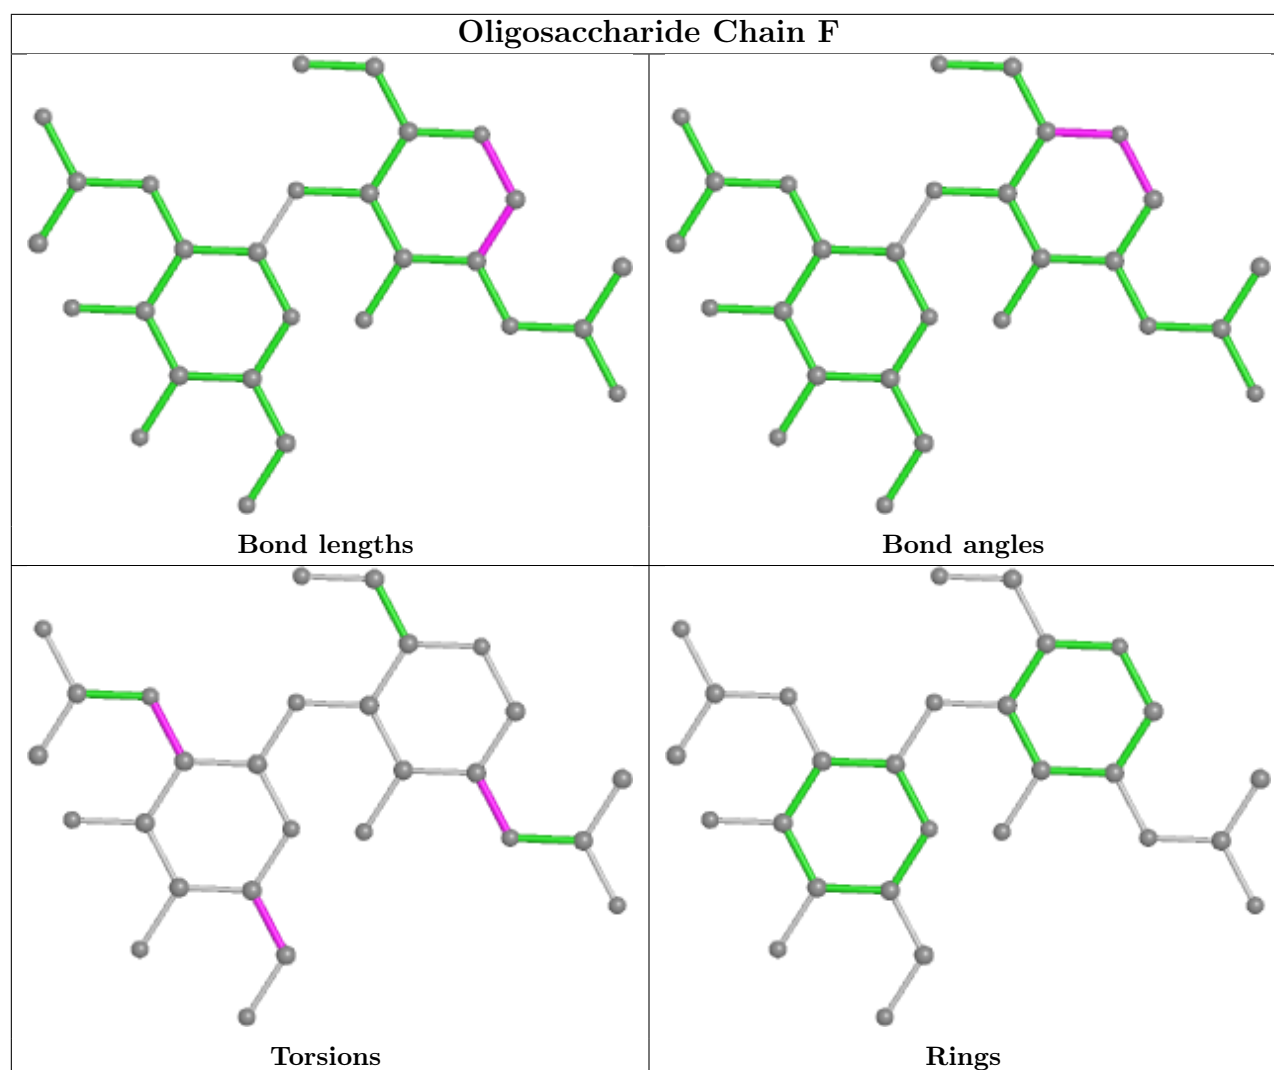 Oligosaccharide Chain F
Bond lengths
Bond angles
Torsions
Rings